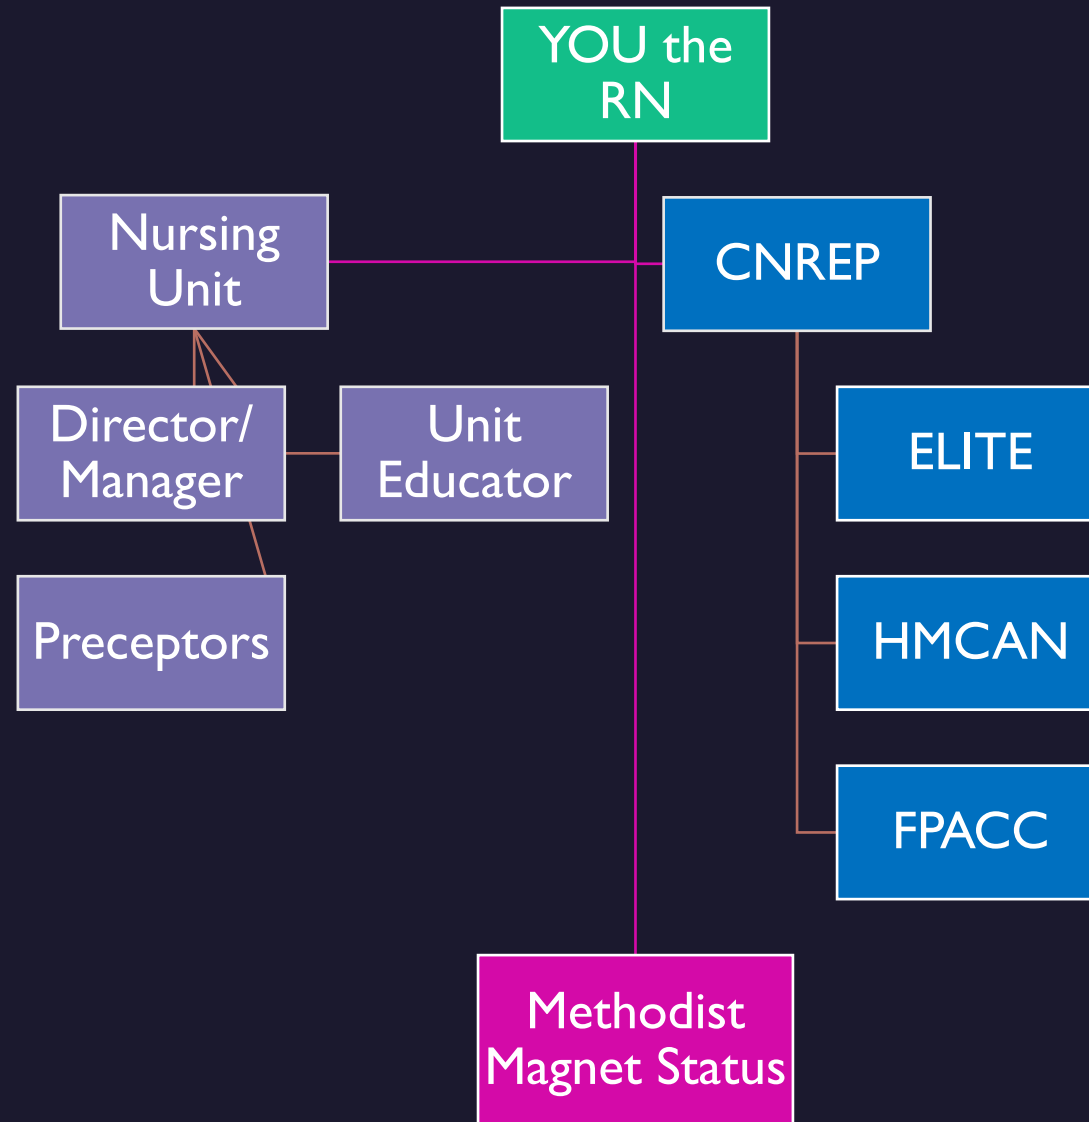 YOU the
RN
Nursing
Unit
CNREP
Director/
Manager
Unit
Educator
ELITE
Preceptors
HMCAN
FPACC
Methodist
Magnet Status